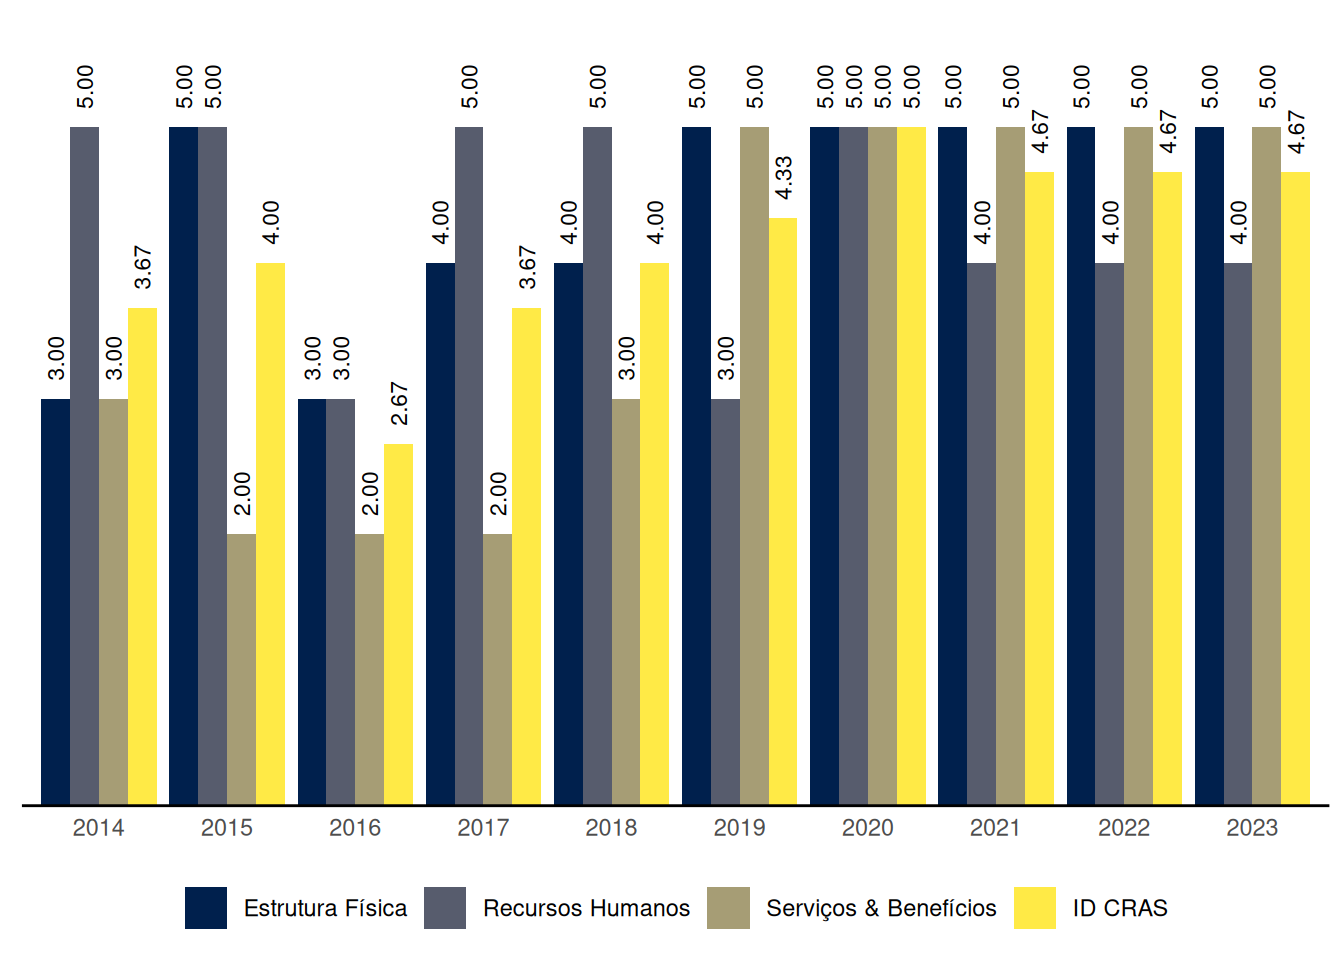 5.00 5.00 5.00 5.00 5.00 5.00 5.00 5.00 5.00 5.00 5.00 5.00 5.00 5.00 5.00 5.00 5.00
4.67 4.67 4.67
4.33
4.00 4.00 4.00 4.00 4.00 4.00 4.00
3.67 3.67
3.00 3.00 3.00 3.00 3.00 3.00
2.67
2.00 2.00 2.00
2014 2015 2016 2017 2018 2019 2020 2021 2022 2023
Estrutura Física Recursos Humanos Serviços & Benefícios ID CRAS